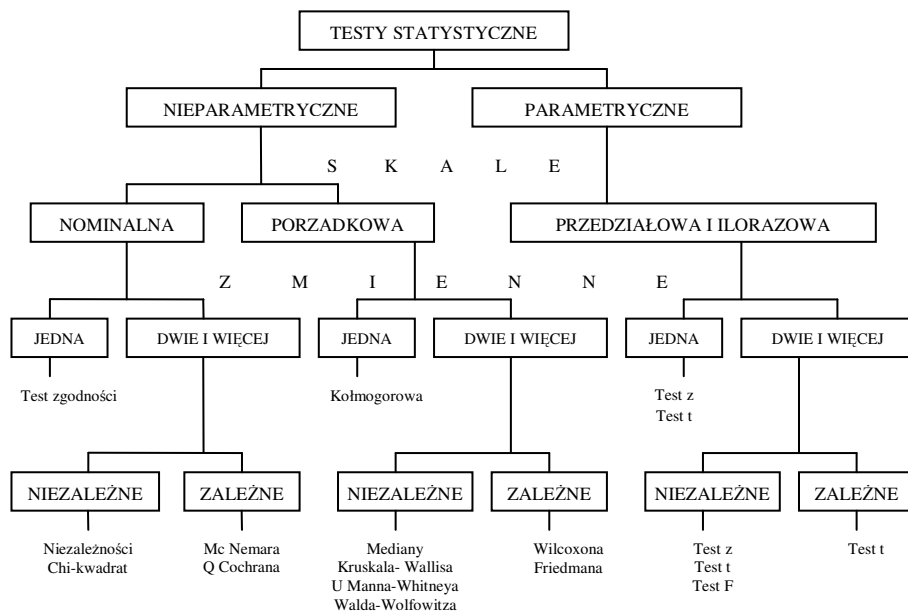 TESTY STATYSTYCZNE
NIEPARAMETRYCZNE
PARAMETRYCZNE
S K A L E
NOMINALNA
PORZADKOWA
PRZEDZIAŁOWA I ILORAZOWA
Z M I E N N E
JEDNA
DWIE I WIĘCEJ
JEDNA
DWIE I WIĘCEJ
JEDNA
DWIE I WIĘCEJ
Test zgodności
Kołmogorowa
Test z
Test t
NIEZALEŻNE
ZALEŻNE
NIEZALEŻNE
ZALEŻNE
NIEZALEŻNE
ZALEŻNE
Niezależności
Chi-kwadrat
Mc Nemara
Q Cochrana
Mediany
Kruskala- Wallisa
U Manna-Whitneya
Walda-Wolfowitza
Wilcoxona
Friedmana
Test z
Test t
Test F
Test t